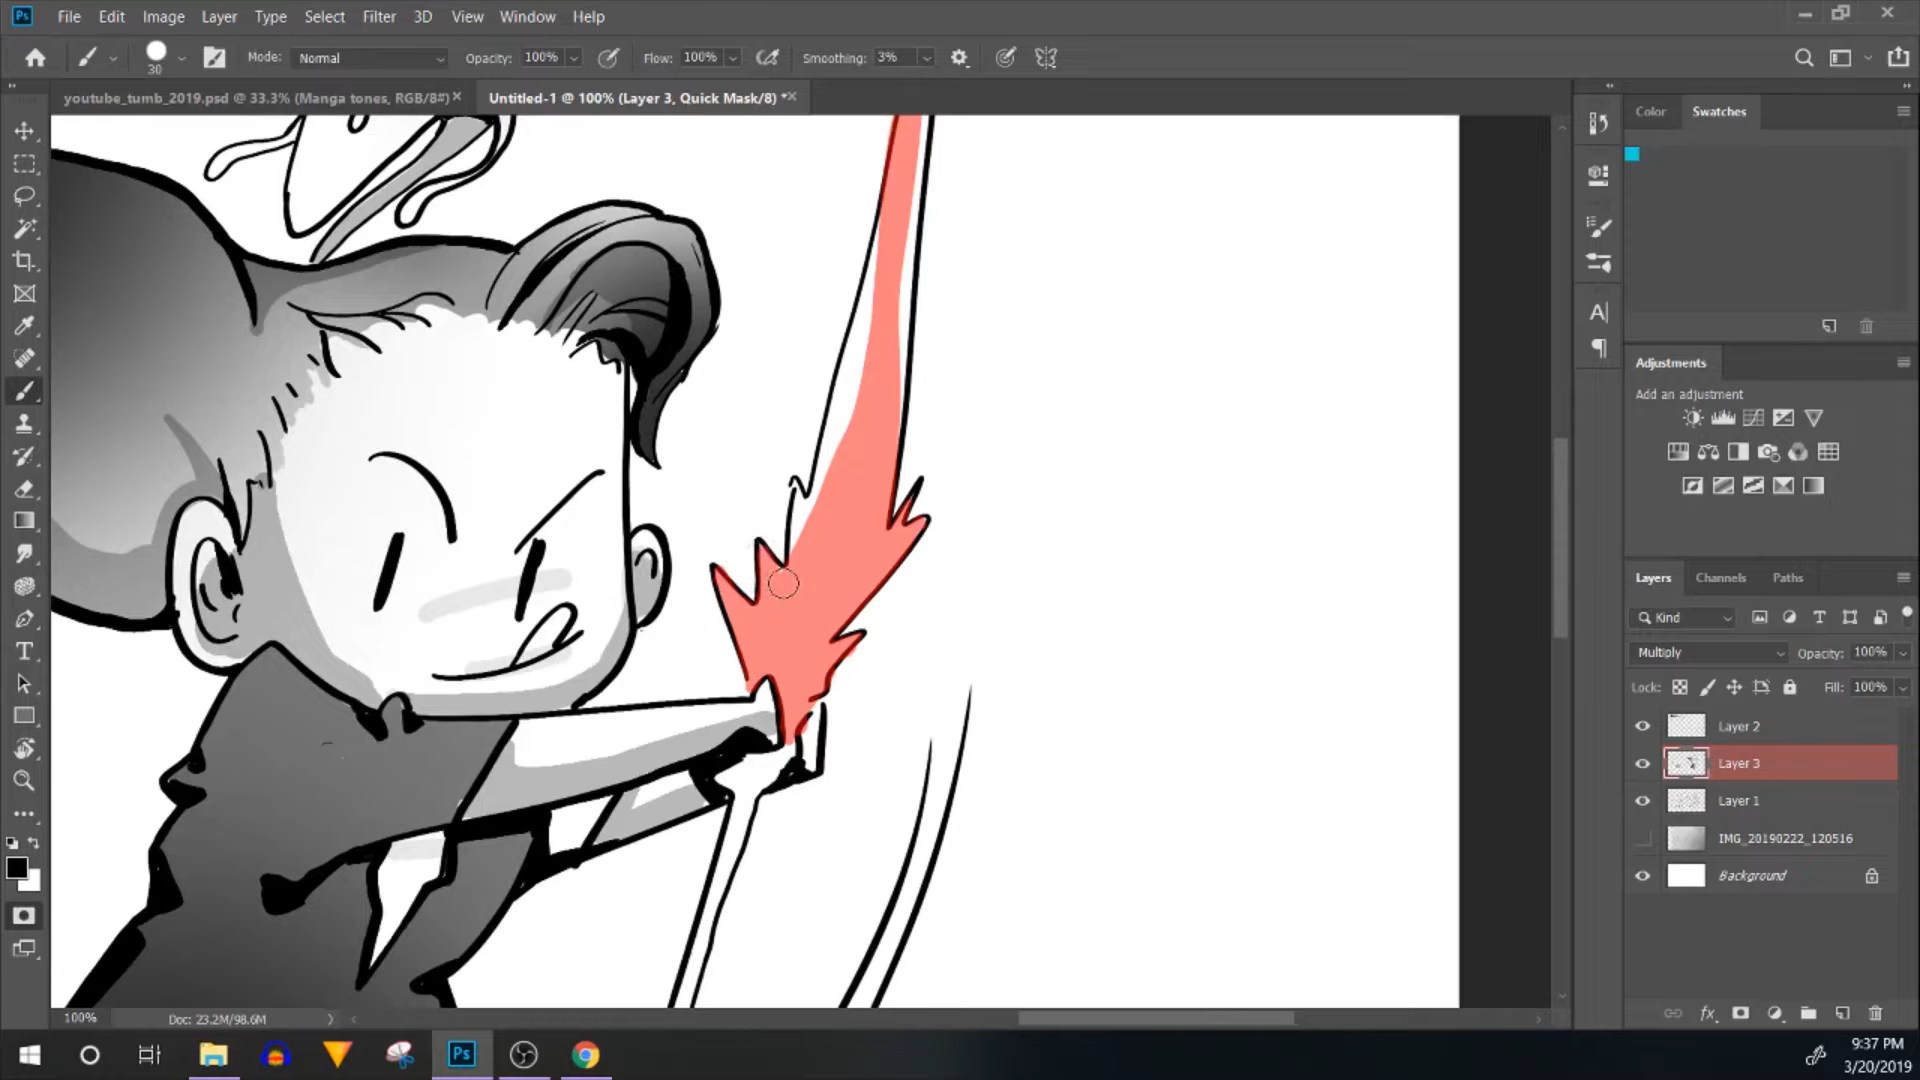 Ps File Edit Image Layer Type Select Filter 3D View Window Help
30 Mode: Normal Opacity: 100% Flow: 100% Smoothing: 3%
youtube_tumb_2019.psd @ 33.3% (Manga tones, RGB/8#) × Untitled-1 @ 100% (Layer 3, Quick Mask/8) * ×
Color Swatches
Adjustments
Add an adjustment
Layers Channels Paths
Kind
Multiply Opacity: 100%
Lock: Fill: 100%
Layer 2
Layer 3
Layer 1
IMG_20190222_120516
Background
100% Doc: 23.2M/98.6M
Ps
9:37 PM
3/20/2019